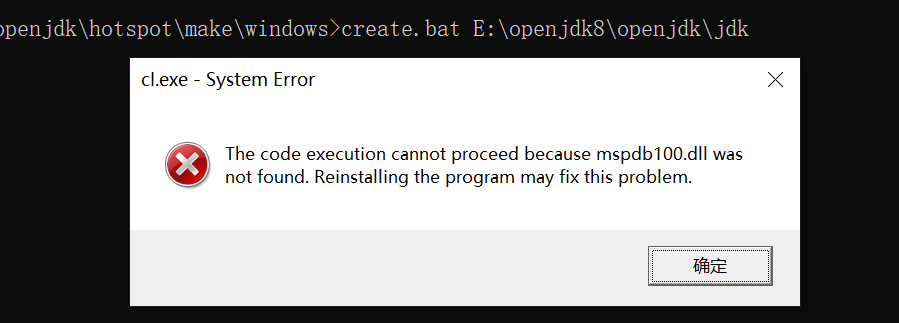 openjdk\hotspot\make\windows>create.bat E:\openjdk8\openjdk\jdk
cl.exe - System Error
The code execution cannot proceed because mspdb100.dll was
not found. Reinstalling the program may fix this problem.
确定